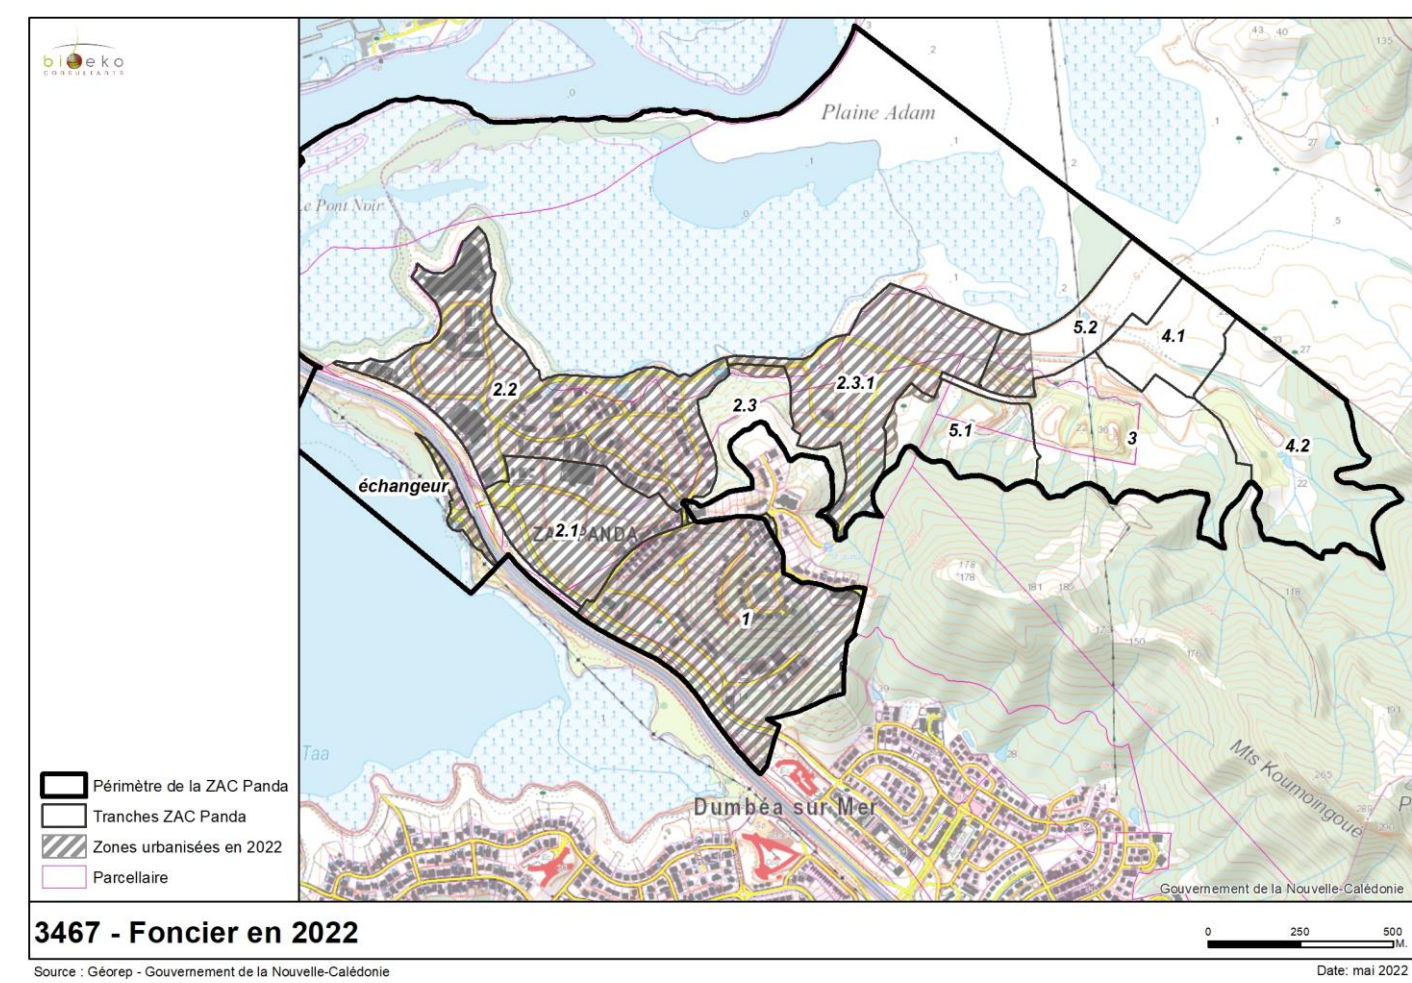 bioeko
CONSULTANTS
Plaine Adam
Le Pont Noir
5.2
4.1
2.2
2.3.1
2.3
5.1
3
4.2
échangeur
ZAC PANDA
2.1
1
Taa
Dumbéa sur Mer
Mts Koumoingoue
Gouvernement de la Nouvelle-Calédonie
Périmètre de la ZAC Panda
Tranches ZAC Panda
Zones urbanisées en 2022
Parcellaire
3467 - Foncier en 2022
0 250 500
M.
Source : Géorep - Gouvernement de la Nouvelle-Calédonie
Date: mai 2022